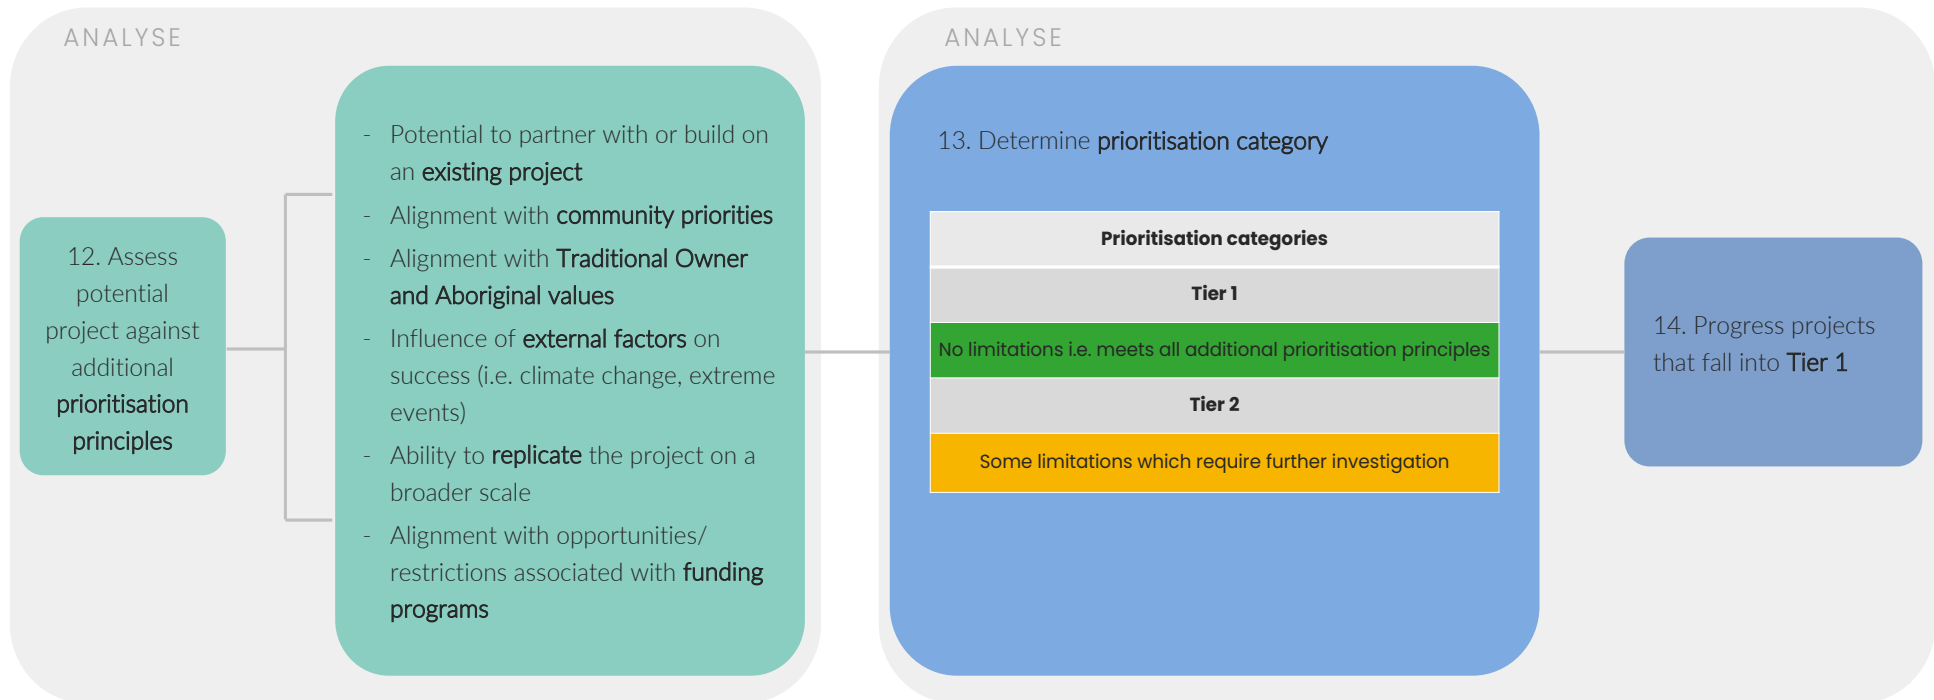 ANALYSE
12. Assess
potential
project against
additional
prioritisation
principles
- Potential to partner with or build on
an existing project
- Alignment with community priorities
- Alignment with Traditional Owner
and Aboriginal values
- Influence of external factors on
success (i.e. climate change, extreme
events)
- Ability to replicate the project on a
broader scale
- Alignment with opportunities/
restrictions associated with funding
programs
ANALYSE
13. Determine prioritisation category
Prioritisation categories
Tier 1
No limitations i.e. meets all additional prioritisation principles
Tier 2
Some limitations which require further investigation
14. Progress projects
that fall into Tier 1